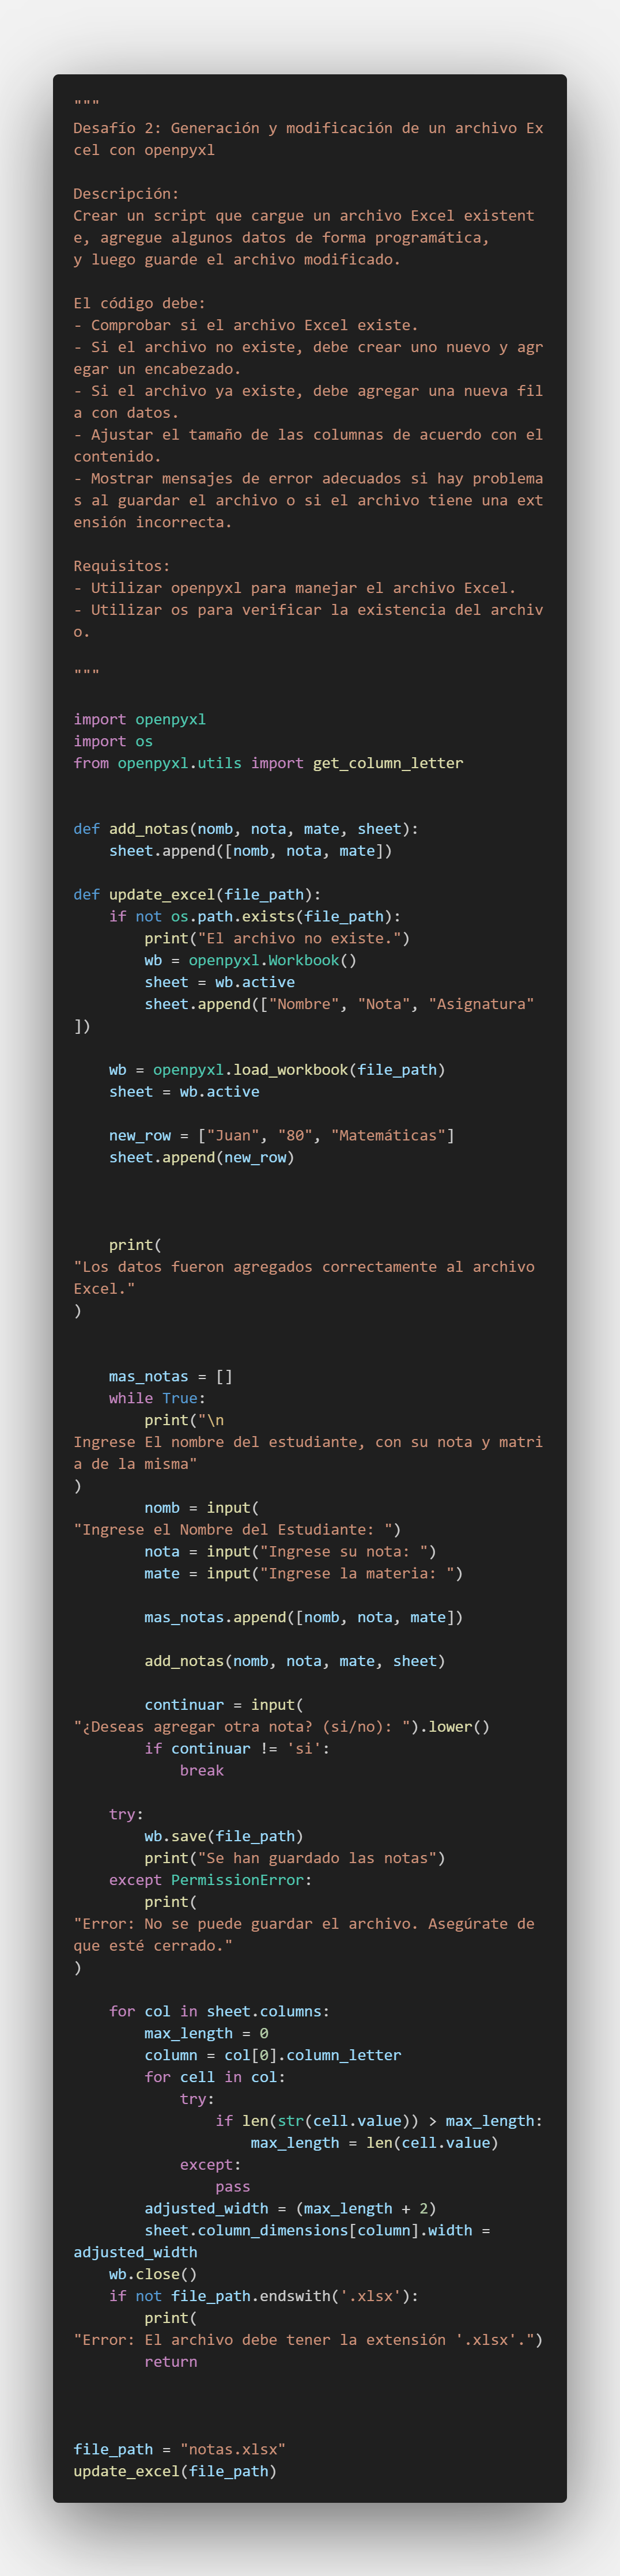 """
Desafío 2: Generación y modificación de un archivo Ex
cel con openpyxl

Descripción:
Crear un script que cargue un archivo Excel existent
e, agregue algunos datos de forma programática,
y luego guarde el archivo modificado.

El código debe:
- Comprobar si el archivo Excel existe.
- Si el archivo no existe, debe crear uno nuevo y agr
egar un encabezado.
- Si el archivo ya existe, debe agregar una nueva fil
a con datos.
- Ajustar el tamaño de las columnas de acuerdo con el
contenido.
- Mostrar mensajes de error adecuados si hay problema
s al guardar el archivo o si el archivo tiene una ext
ensión incorrecta.

Requisitos:
- Utilizar openpyxl para manejar el archivo Excel.
- Utilizar os para verificar la existencia del archiv
o.

"""

import openpyxl
import os
from openpyxl.utils import get_column_letter


def add_notas(nomb, nota, mate, sheet):
    sheet.append([nomb, nota, mate])

def update_excel(file_path):
    if not os.path.exists(file_path):
        print("El archivo no existe.")
        wb = openpyxl.Workbook()
        sheet = wb.active
        sheet.append(["Nombre", "Nota", "Asignatura"
])

    wb = openpyxl.load_workbook(file_path)
    sheet = wb.active

    new_row = ["Juan", "80", "Matemáticas"]
    sheet.append(new_row)



    print(
"Los datos fueron agregados correctamente al archivo
Excel."
)


    mas_notas = []
    while True:
        print("\n
Ingrese El nombre del estudiante, con su nota y matri
a de la misma"
)
        nomb = input(
"Ingrese el Nombre del Estudiante: ")
        nota = input("Ingrese su nota: ")
        mate = input("Ingrese la materia: ")

        mas_notas.append([nomb, nota, mate])

        add_notas(nomb, nota, mate, sheet)

        continuar = input(
"¿Deseas agregar otra nota? (si/no): ").lower()
        if continuar != 'si':
            break

    try:
        wb.save(file_path)
        print("Se han guardado las notas")
    except PermissionError:
        print(
"Error: No se puede guardar el archivo. Asegúrate de
que esté cerrado."
)

    for col in sheet.columns:
        max_length = 0
        column = col[0].column_letter
        for cell in col:
            try:
                if len(str(cell.value)) > max_length:
                    max_length = len(cell.value)
            except:
                pass
        adjusted_width = (max_length + 2)
        sheet.column_dimensions[column].width =
adjusted_width
    wb.close()
    if not file_path.endswith('.xlsx'):
        print(
"Error: El archivo debe tener la extensión '.xlsx'.")
        return



file_path = "notas.xlsx"
update_excel(file_path)